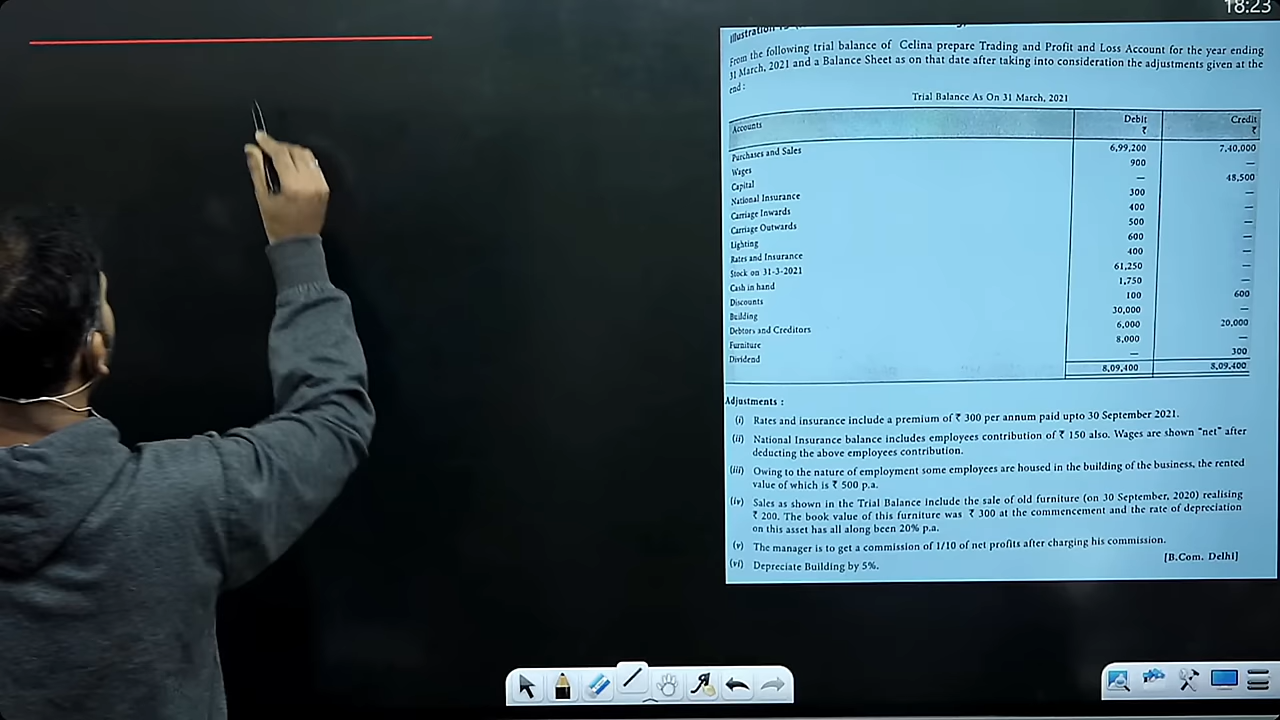 18:23
Illustration
From the following trial balance of Celina prepare Trading and Profit and Loss Account for the year ending
31 March, 2021 and a Balance Sheet as on that date after taking into consideration the adjustments given at the
end :
Trial Balance As On 31 March, 2021
Accounts Debit ₹ Credit ₹
Purchases and Sales 6,99,200 7,40,000
Wages 900 —
Capital — 48,500
National Insurance 300 —
Carriage Inwards 400 —
Carriage Outwards 500 —
Lighting 600 —
Rates and Insurance 400 —
Stock on 31-3-2021 61,250 —
Cash in hand 1,750 —
Discounts 100 600
Building 30,000 —
Debtors and Creditors 6,000 20,000
Furniture 8,000 —
Dividend — 300
8,09,400 8,09,400
Adjustments :
(i) Rates and insurance include a premium of ₹ 300 per annum paid upto 30 September 2021.
(ii) National Insurance balance includes employees contribution of ₹ 150 also. Wages are shown "net" after
deducting the above employees contribution.
(iii) Owing to the nature of employment some employees are housed in the building of the business, the rented
value of which is ₹ 500 p.a.
(iv) Sales as shown in the Trial Balance include the sale of old furniture (on 30 September, 2020) realising
₹ 200. The book value of this furniture was ₹ 300 at the commencement and the rate of depreciation
on this asset has all along been 20% p.a.
(v) The manager is to get a commission of 1/10 of net profits after charging his commission.
(vi) Depreciate Building by 5%.
[B.Com. Delhi]